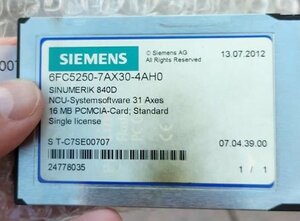 SIEMENS
© Siemens AG
All Rights Reserved
13.07.2012
6FC5250-7AX30-4AH0
SINUMERIK 840D
NCU-Systemsoftware 31 Axes
16 MB PCMCIA-Card; Standard
Single license
S T-C7SE00707
07.04.39.00
24778035
1 / 1